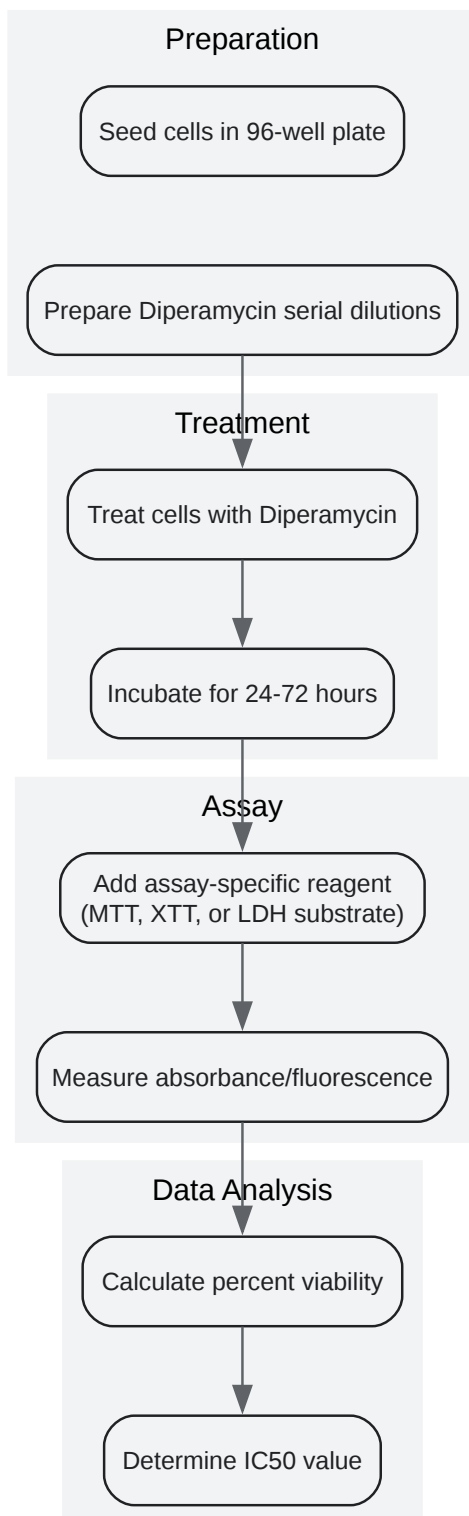 Preparation
Seed cells in 96-well plate
Prepare Diperamycin serial dilutions
Treatment
Treat cells with Diperamycin
Incubate for 24-72 hours
Assay
Add assay-specific reagent
(MTT, XTT, or LDH substrate)
Measure absorbance/fluorescence
Data Analysis
Calculate percent viability
Determine IC50 value